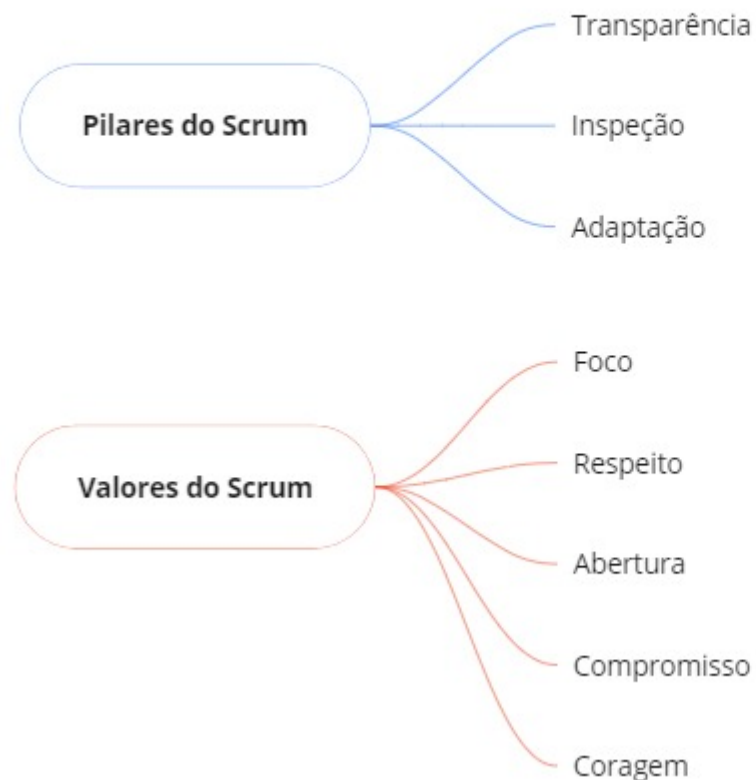 Pilares do Scrum
Transparência
Inspeção
Adaptação
Valores do Scrum
Foco
Respeito
Abertura
Compromisso
Coragem